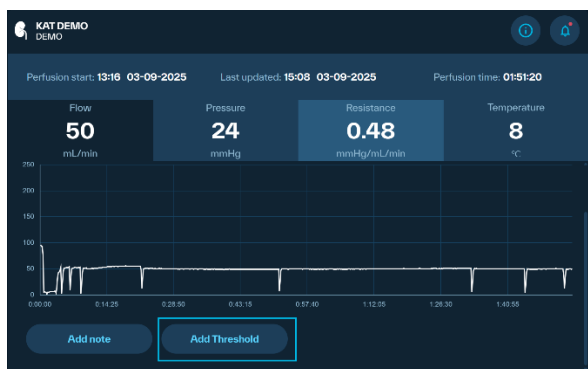 KAT DEMO
DEMO
Perfusion start: 13:16 03-09-2025 Last updated: 15:08 03-09-2025 Perfusion time: 01:51:20
Flow Pressure Resistance Temperature
50 24 0.48 8
mL/min mmHg mmHg/mL/min °C
250
200
150
100
50
0
0:00:00 0:14:25 0:28:50 0:43:15 0:57:40 1:12:05 1:26:30 1:40:55
Add note Add Threshold